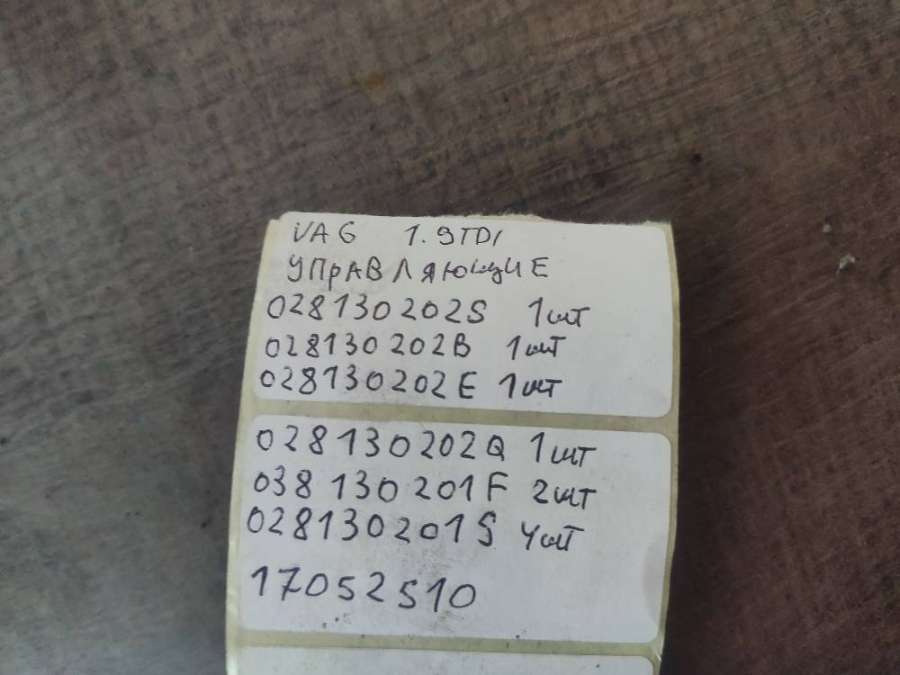 VAG 1.9TDI
УПРАВЛЯЮЩИЕ
028130202S 1шт
028130202B 1шт
028130202E 1шт
028130202Q 1шт
038130201F 2шт
028130201S 4шт
17052510